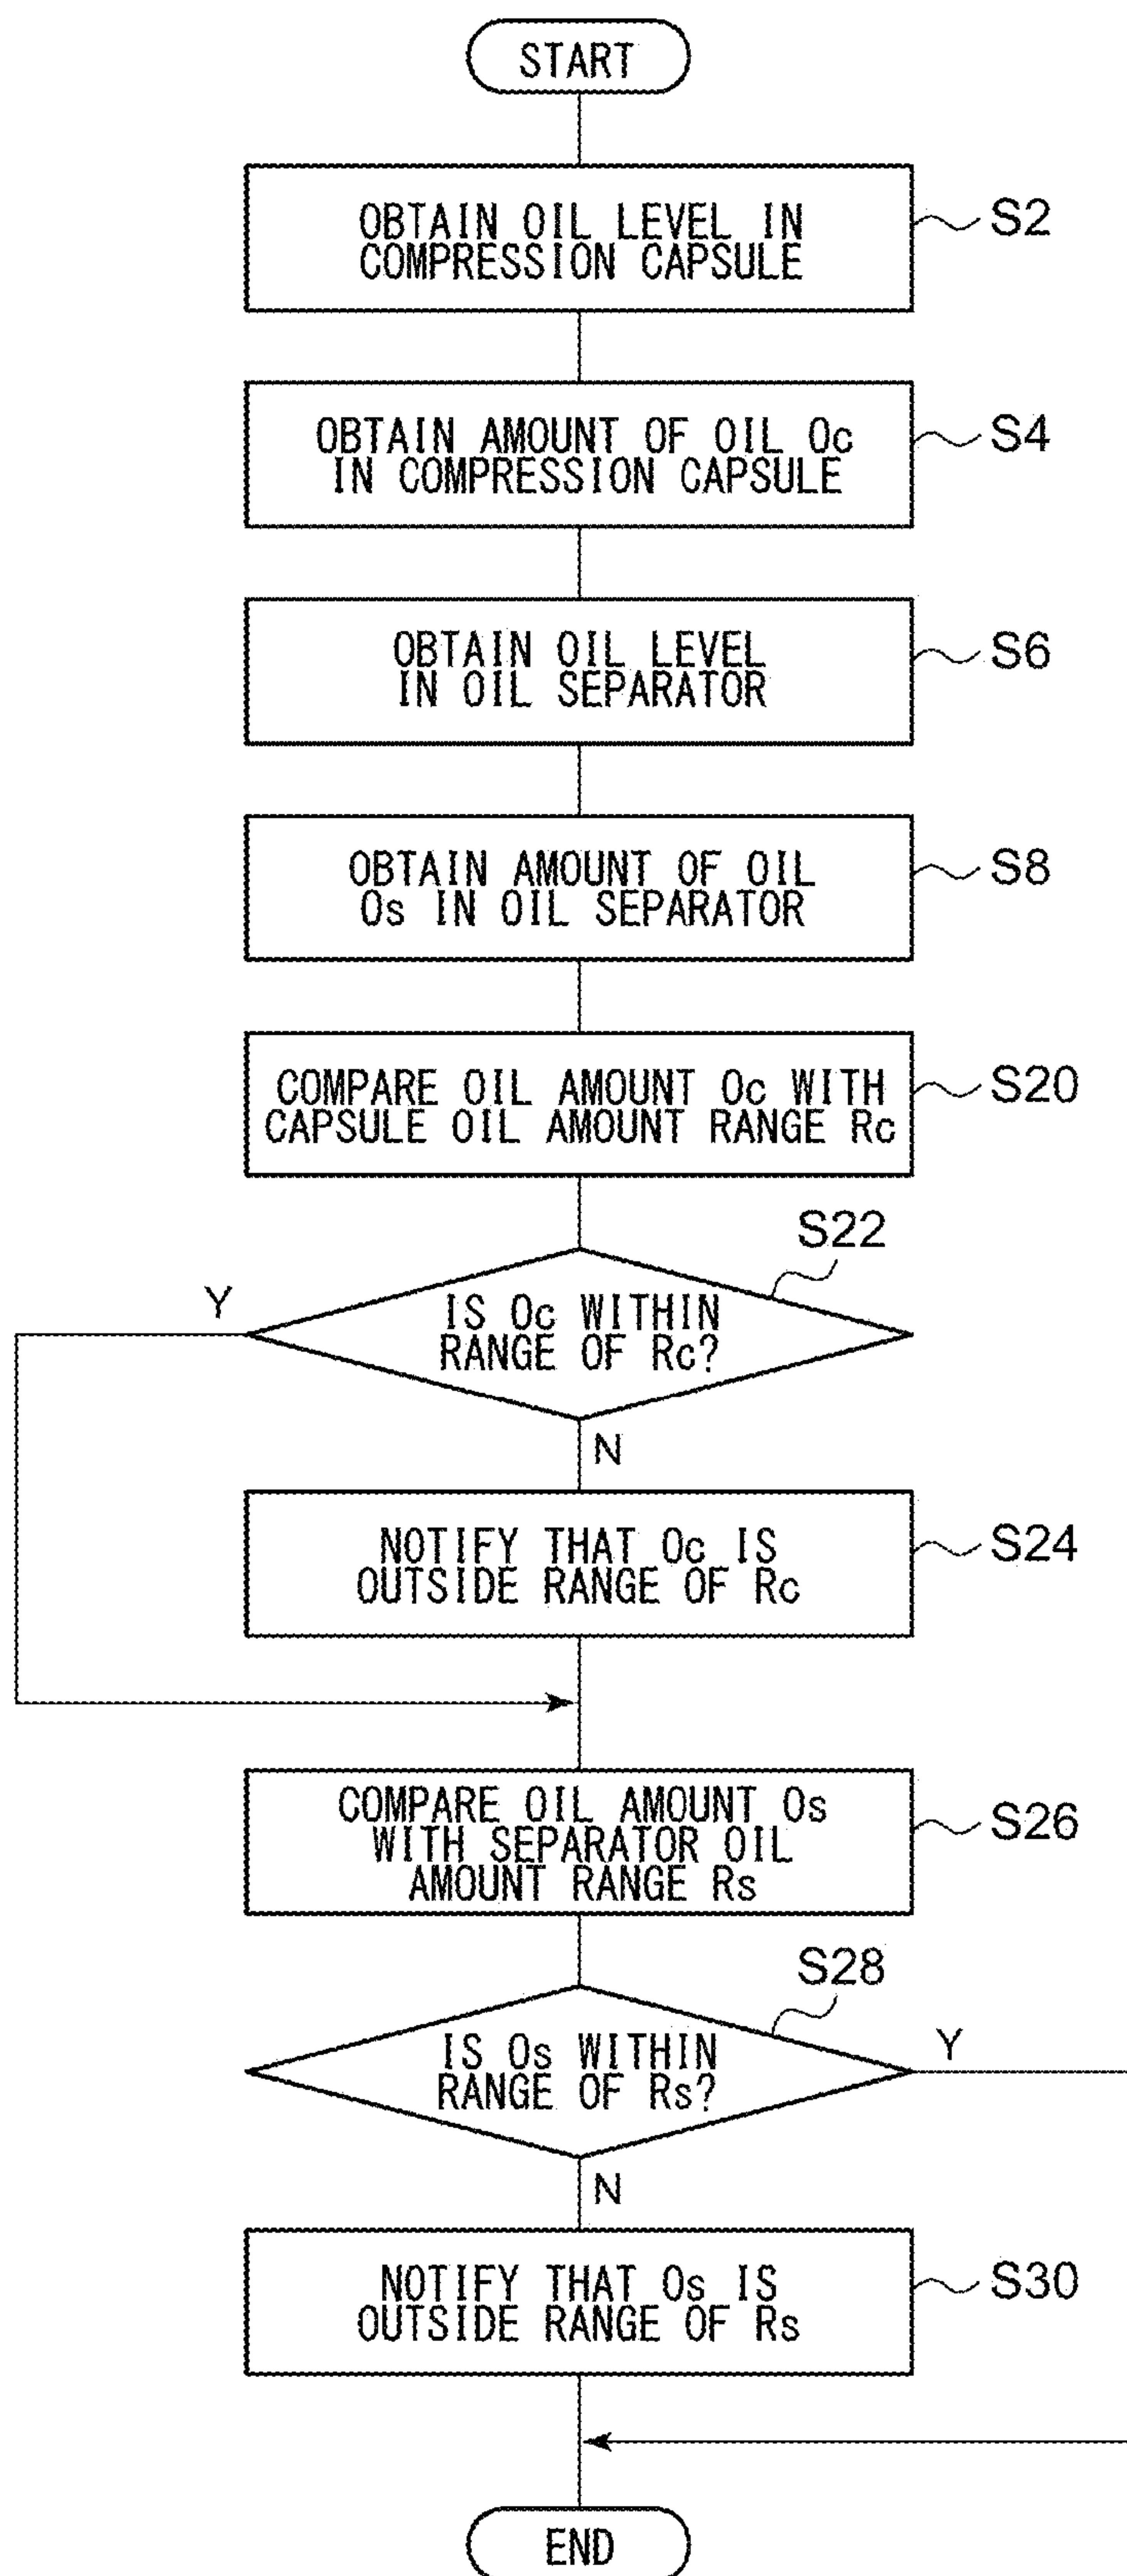 START
OBTAIN OIL LEVEL IN
COMPRESSION CAPSULE
S2
OBTAIN AMOUNT OF OIL Oc
IN COMPRESSION CAPSULE
S4
OBTAIN OIL LEVEL
IN OIL SEPARATOR
S6
OBTAIN AMOUNT OF OIL
Os IN OIL SEPARATOR
S8
COMPARE OIL AMOUNT Oc WITH
CAPSULE OIL AMOUNT RANGE Rc
S20
S22
Y
IS Oc WITHIN
RANGE OF Rc?
N
NOTIFY THAT Oc IS
OUTSIDE RANGE OF Rc
S24
COMPARE OIL AMOUNT Os
WITH SEPARATOR OIL
AMOUNT RANGE Rs
S26
S28
IS Os WITHIN
RANGE OF Rs?
Y
N
NOTIFY THAT Os IS
OUTSIDE RANGE OF Rs
S30
END